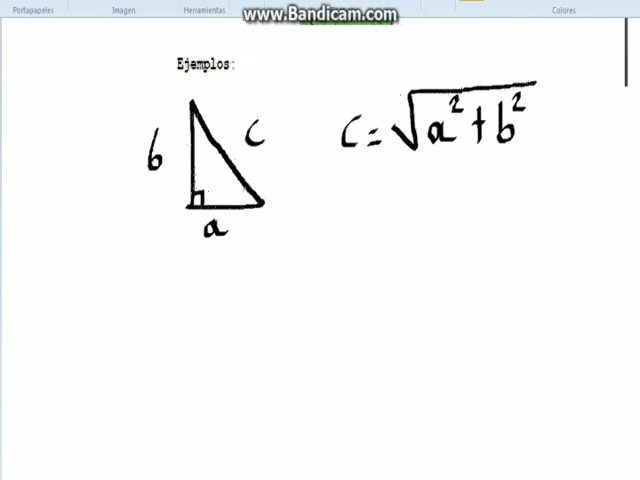 www.Bandicam.com
Portapapeles Imagen Herramientas Colores
Ejemplos:
b c a
c = √a²+b²